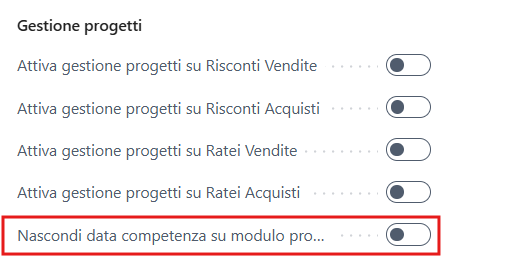 Gestione progetti
Attiva gestione progetti su Risconti Vendite
Attiva gestione progetti su Risconti Acquisti
Attiva gestione progetti su Ratei Vendite
Attiva gestione progetti su Ratei Acquisti
Nascondi data competenza su modulo pro...